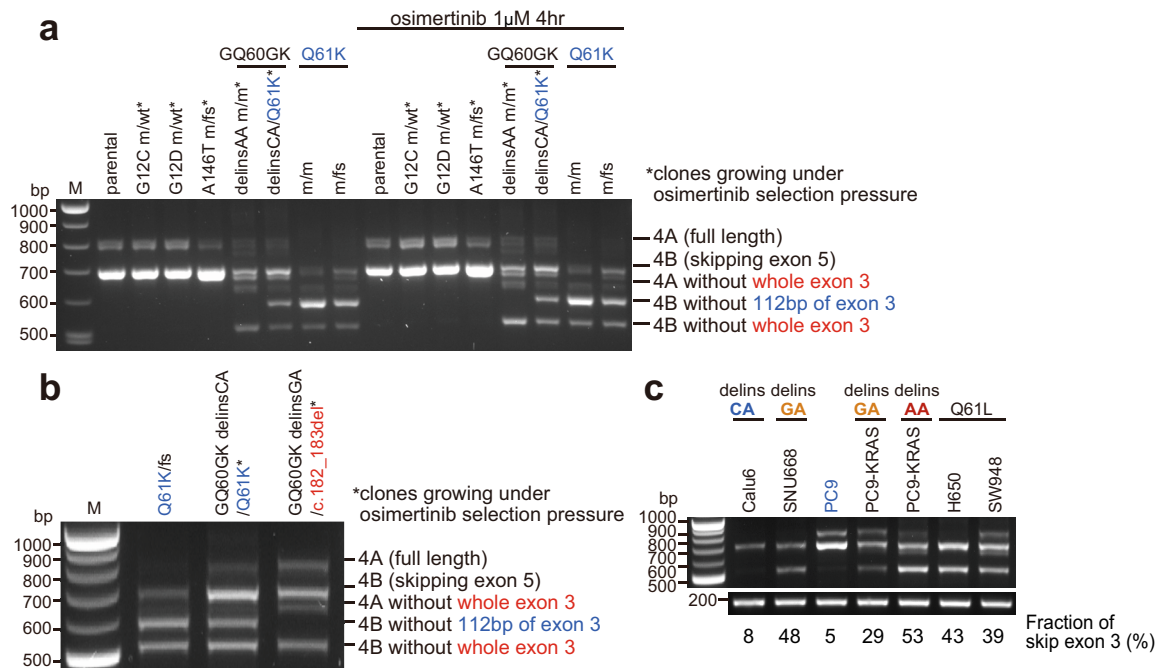 a
osimertinib 1µM 4hr
GQ60GK Q61K GQ60GK Q61K
bp M parental G12C m/wt* G12D m/wt* A146T m/fs* delinsAA m/m* delinsCA/Q61K* m/m m/fs parental G12C m/wt* G12D m/wt* A146T m/fs* delinsAA m/m* delinsCA/Q61K* m/m m/fs
*clones growing under
osimertinib selection pressure
1000
900
800
700
600
500
4A (full length)
4B (skipping exon 5)
4A without whole exon 3
4B without 112bp of exon 3
4B without whole exon 3
b
bp M Q61K/fs GQ60GK delinsCA /Q61K* GQ60GK delinsGA /c.182_183del*
*clones growing under
osimertinib selection pressure
1000
900
800
700
600
500
4A (full length)
4B (skipping exon 5)
4A without whole exon 3
4B without 112bp of exon 3
4B without whole exon 3
c
delins delins delins delins
CA GA GA AA Q61L
bp Calu6 SNU668 PC9 PC9-KRAS PC9-KRAS H650 SW948
1000
900
800
600
500
200
8 48 5 29 53 43 39 Fraction of
skip exon 3 (%)